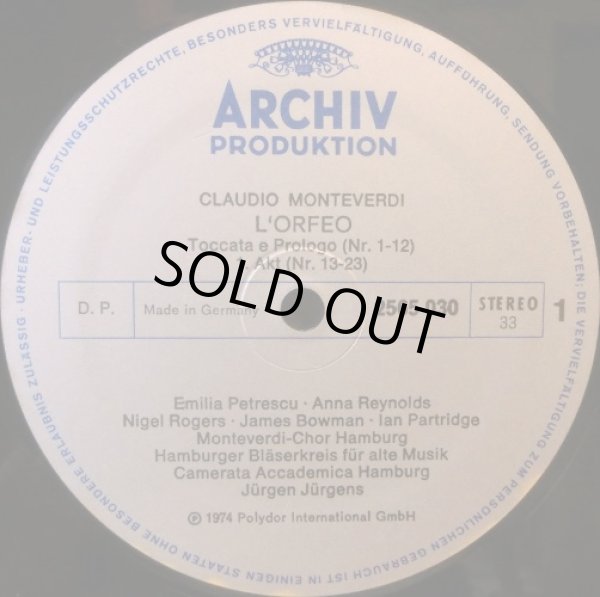 URHEBER- UND LEISTUNGSSCHUTZRECHTE, BESONDERS VERVIELFÄLTIGUNG, AUFFÜHRUNG, SENDUNG VORBEHALTEN; DIE VERVIELFÄLTIGUNG ZUM PERSÖNLICHEN GEBRAUCH IST IN EINIGEN STAATEN OHNE BESONDERE ERLAUBNIS ZULÄSSIG ·
ARCHIV
PRODUKTION
CLAUDIO MONTEVERDI
L'ORFEO
Toccata e Prologo (Nr. 1-12)
Akt (Nr. 13-23)
SOLD OUT
D. P. Made in Germany 2565 030 STEREO 33 1
Emilia Petrescu · Anna Reynolds
Nigel Rogers · James Bowman · Ian Partridge
Monteverdi-Chor Hamburg
Hamburger Bläserkreis für alte Musik
Camerata Accademica Hamburg
Jürgen Jürgens
℗ 1974 Polydor International GmbH